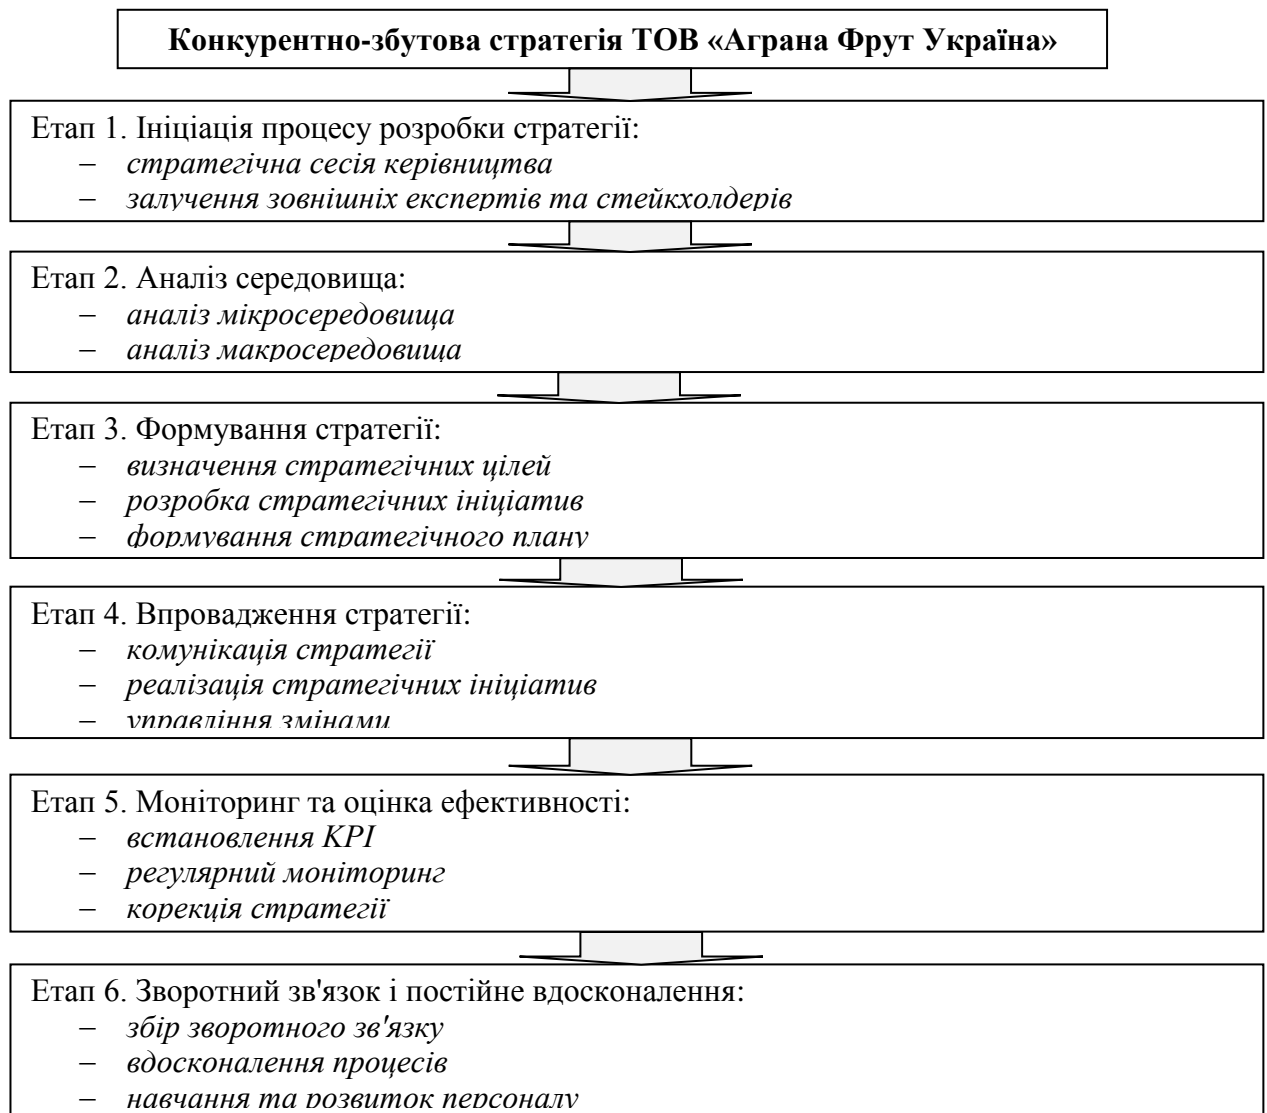 Конкурентно-збутова стратегія ТОВ «Аграна Фрут Україна»
Етап 1. Ініціація процесу розробки стратегії:
– стратегічна сесія керівництва
– залучення зовнішніх експертів та стейкхолдерів
Етап 2. Аналіз середовища:
– аналіз мікросередовища
– аналіз макросередовища
Етап 3. Формування стратегії:
– визначення стратегічних цілей
– розробка стратегічних ініціатив
– формування стратегічного плану
Етап 4. Впровадження стратегії:
– комунікація стратегії
– реалізація стратегічних ініціатив
– управління змінами
Етап 5. Моніторинг та оцінка ефективності:
– встановлення KPI
– регулярний моніторинг
– корекція стратегії
Етап 6. Зворотний зв'язок і постійне вдосконалення:
– збір зворотного зв'язку
– вдосконалення процесів
– навчання та розвиток персоналу